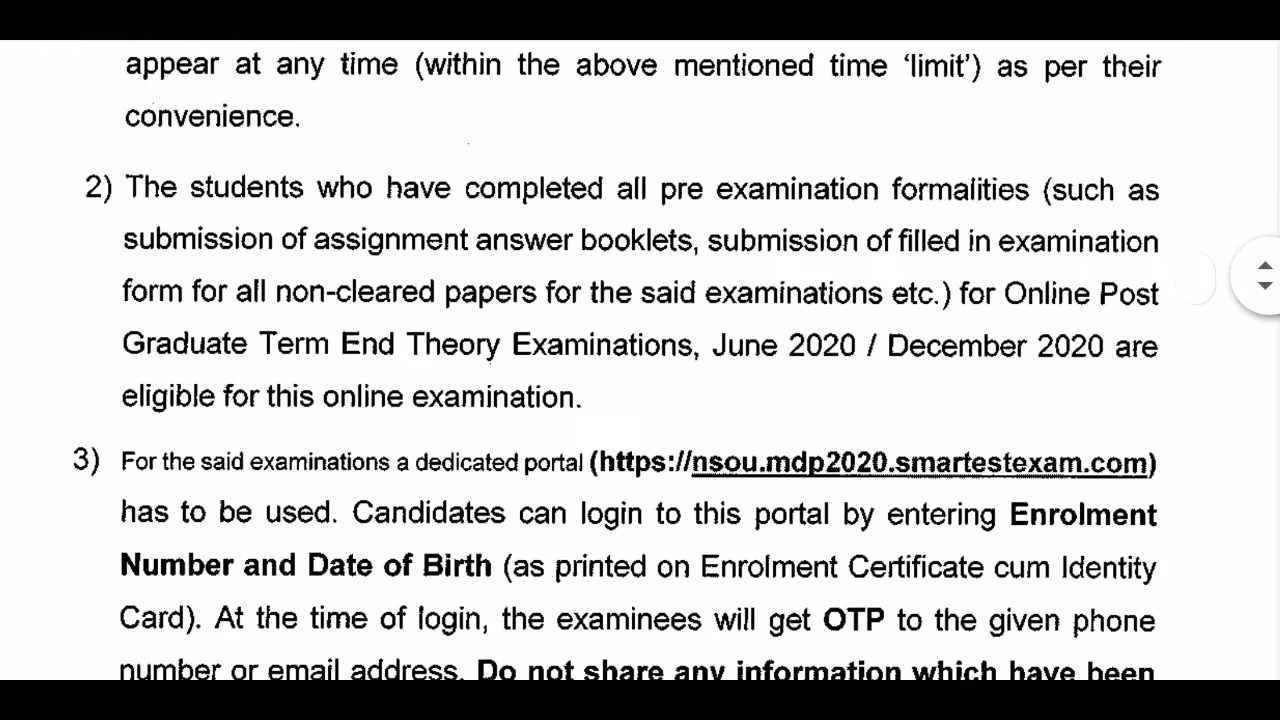 appear at any time (within the above mentioned time ‘limit’) as per their
convenience.
2) The students who have completed all pre examination formalities (such as
submission of assignment answer booklets, submission of filled in examination
form for all non-cleared papers for the said examinations etc.) for Online Post
Graduate Term End Theory Examinations, June 2020 / December 2020 are
eligible for this online examination.
3) For the said examinations a dedicated portal (https://nsou.mdp2020.smartestexam.com)
has to be used. Candidates can login to this portal by entering Enrolment
Number and Date of Birth (as printed on Enrolment Certificate cum Identity
Card). At the time of login, the examinees will get OTP to the given phone
number or email address. Do not share any information which have been